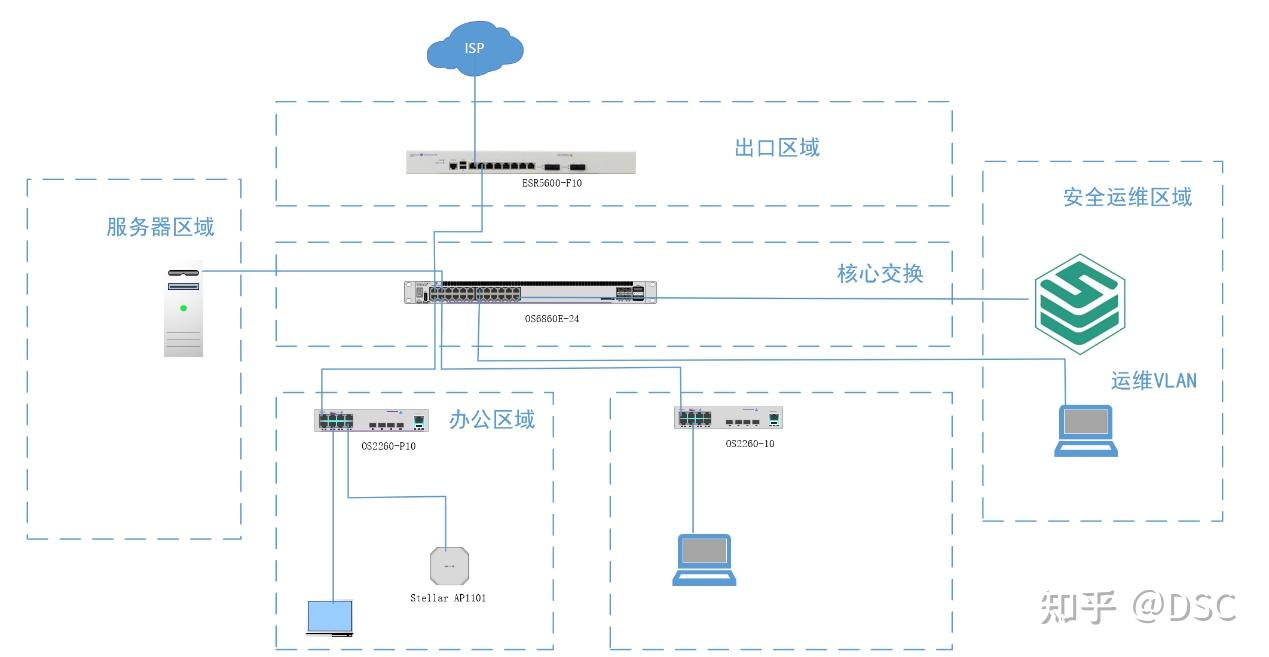 ISP
出口区域
ESR5600-F10
安全运维区域
服务器区域
核心交换
OS6860E-24
运维VLAN
办公区域
OS2260-P10
OS2260-10
Stellar AP1101
知乎 @DSC